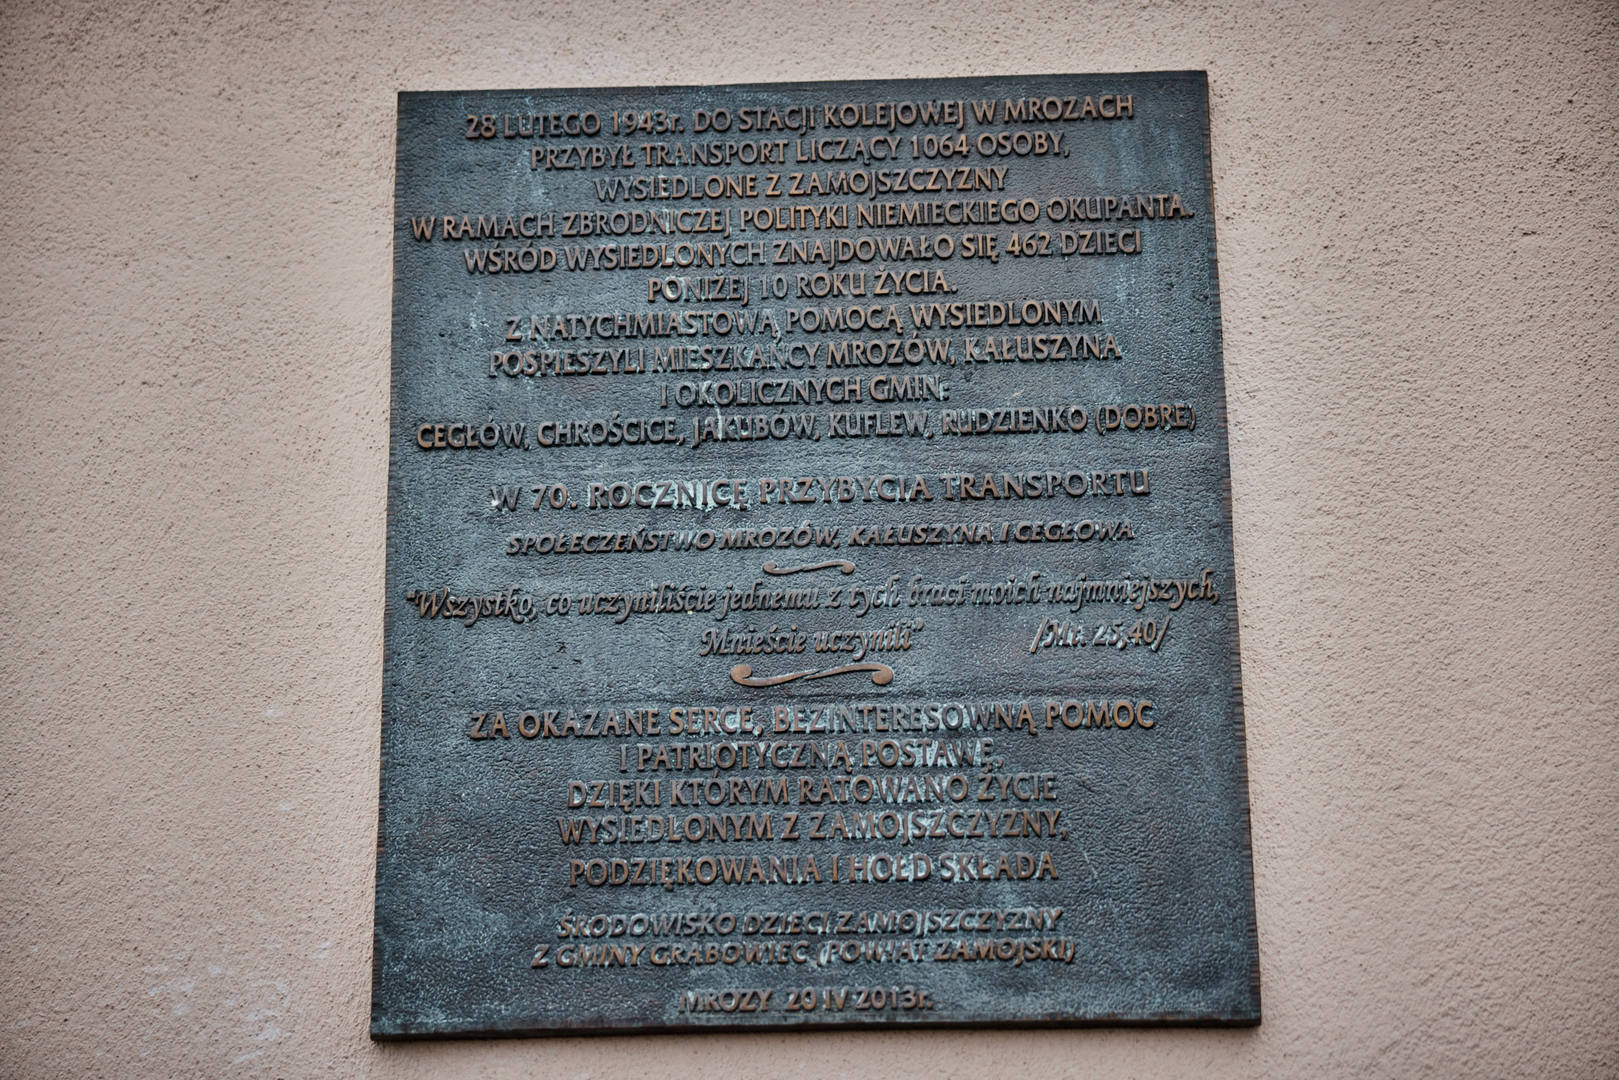 28 LUTEGO 1943r. DO STACJI KOLEJOWEJ W MROZACH
PRZYBYŁ TRANSPORT LICZĄCY 1064 OSOBY,
WYSIEDLONE Z ZAMOJSZCZYZNY
W RAMACH ZBRODNICZEJ POLITYKI NIEMIECKIEGO OKUPANTA.
WŚRÓD WYSIEDLONYCH ZNAJDOWAŁO SIĘ 462 DZIECI
PONIŻEJ 10 ROKU ŻYCIA.
Z NATYCHMIASTOWĄ POMOCĄ WYSIEDLONYM
POSPIESZYLI MIESZKAŃCY MROZÓW, KAŁUSZYNA
I OKOLICZNYCH GMIN:
CEGŁÓW, CHROŚCICE, JAKUBÓW, KUFLEW, RUDZIENKO (DOBRE)
W 70. ROCZNICĘ PRZYBYCIA TRANSPORTU
SPOŁECZEŃSTWO MROZÓW, KAŁUSZYNA I CEGŁOWA
"Wszystko, co uczyniliście jednemu z tych braci moich najmniejszych,
Mnieście uczynili" /Mt. 25,40/
ZA OKAZANE SERCE, BEZINTERESOWNĄ POMOC
I PATRIOTYCZNĄ POSTAWĘ,
DZIĘKI KTÓRYM RATOWANO ŻYCIE
WYSIEDLONYM Z ZAMOJSZCZYZNY,
PODZIĘKOWANIA I HOŁD SKŁADA
ŚRODOWISKO DZIECI ZAMOJSZCZYZNY
Z GMINY GRABOWIEC (POWIAT ZAMOJSKI)
MROZY 20 IV 2013r.